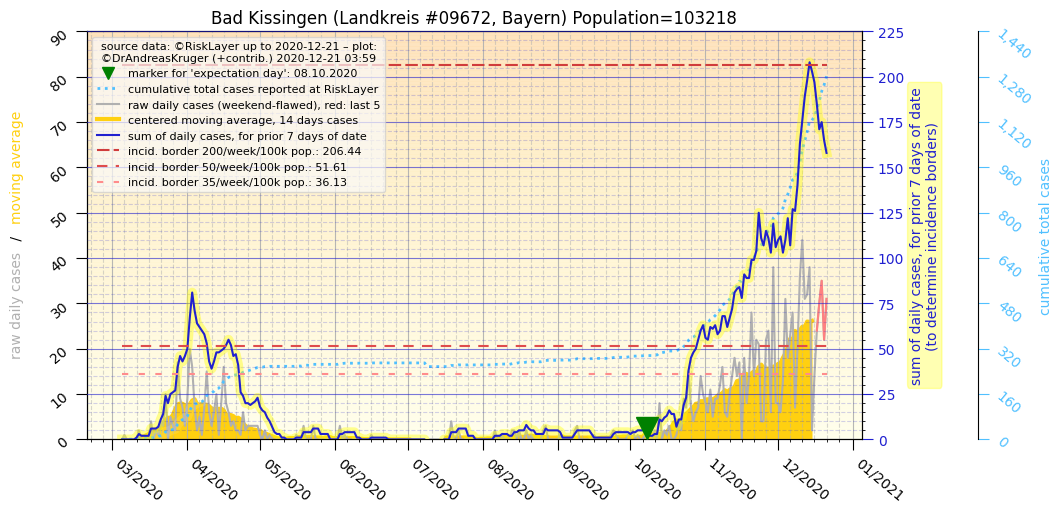 Bad Kissingen (Landkreis #09672, Bayern) Population=103218
source data: ©RiskLayer up to 2020-12-21 – plot:
©DrAndreasKruger (+contrib.) 2020-12-21 03:59
marker for 'expectation day': 08.10.2020
cumulative total cases reported at RiskLayer
raw daily cases (weekend-flawed), red: last 5
centered moving average, 14 days cases
sum of daily cases, for prior 7 days of date
incid. border 200/week/100k pop.: 206.44
incid. border 50/week/100k pop.: 51.61
incid. border 35/week/100k pop.: 36.13
raw daily cases / moving average
90
80
70
60
50
40
30
20
10
0
03/2020
04/2020
05/2020
06/2020
07/2020
08/2020
09/2020
10/2020
11/2020
12/2020
01/2021
225
200
175
150
125
100
75
50
25
0
sum of daily cases, for prior 7 days of date
(to determine incidence borders)
1,440
1,280
1,120
960
800
640
480
320
160
0
cumulative total cases